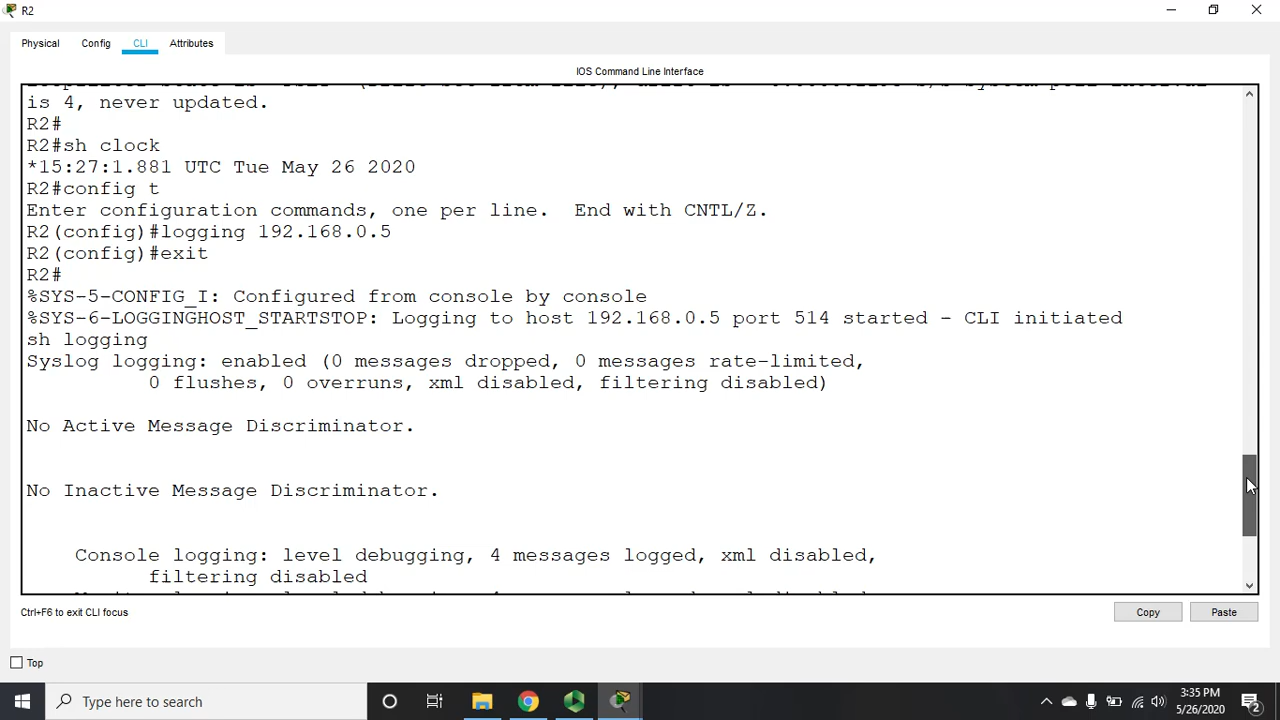 R2
Physical Config CLI Attributes
IOS Command Line Interface
is 4, never updated.
R2#
R2#sh clock
*15:27:1.881 UTC Tue May 26 2020
R2#config t
Enter configuration commands, one per line.  End with CNTL/Z.
R2(config)#logging 192.168.0.5
R2(config)#exit
R2#
%SYS-5-CONFIG_I: Configured from console by console
%SYS-6-LOGGINGHOST_STARTSTOP: Logging to host 192.168.0.5 port 514 started - CLI initiated
sh logging
Syslog logging: enabled (0 messages dropped, 0 messages rate-limited,
          0 flushes, 0 overruns, xml disabled, filtering disabled)
No Active Message Discriminator.
No Inactive Message Discriminator.
    Console logging: level debugging, 4 messages logged, xml disabled,
          filtering disabled
Ctrl+F6 to exit CLI focus
Copy Paste
Top
Type here to search
3:35 PM
5/26/2020
2